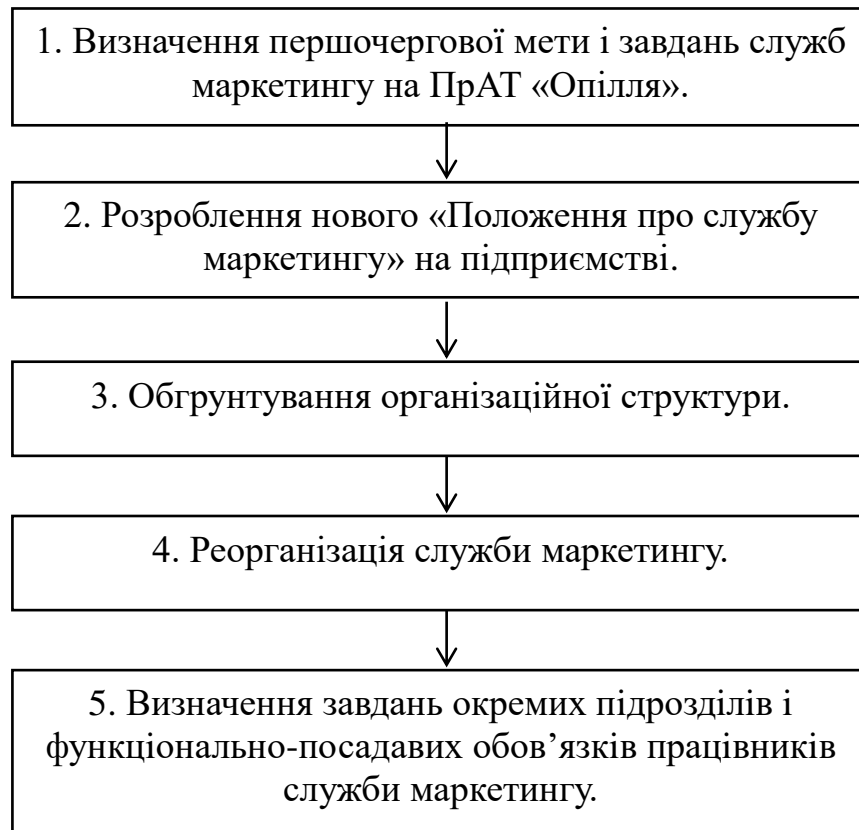 1. Визначення першочергової мети і завдань служб
маркетингу на ПрАТ «Опілля».
2. Розроблення нового «Положення про службу
маркетингу» на підприємстві.
3. Обгрунтування організаційної структури.
4. Реорганізація служби маркетингу.
5. Визначення завдань окремих підрозділів і
функціонально-посадавих обов’язків працівників
служби маркетингу.